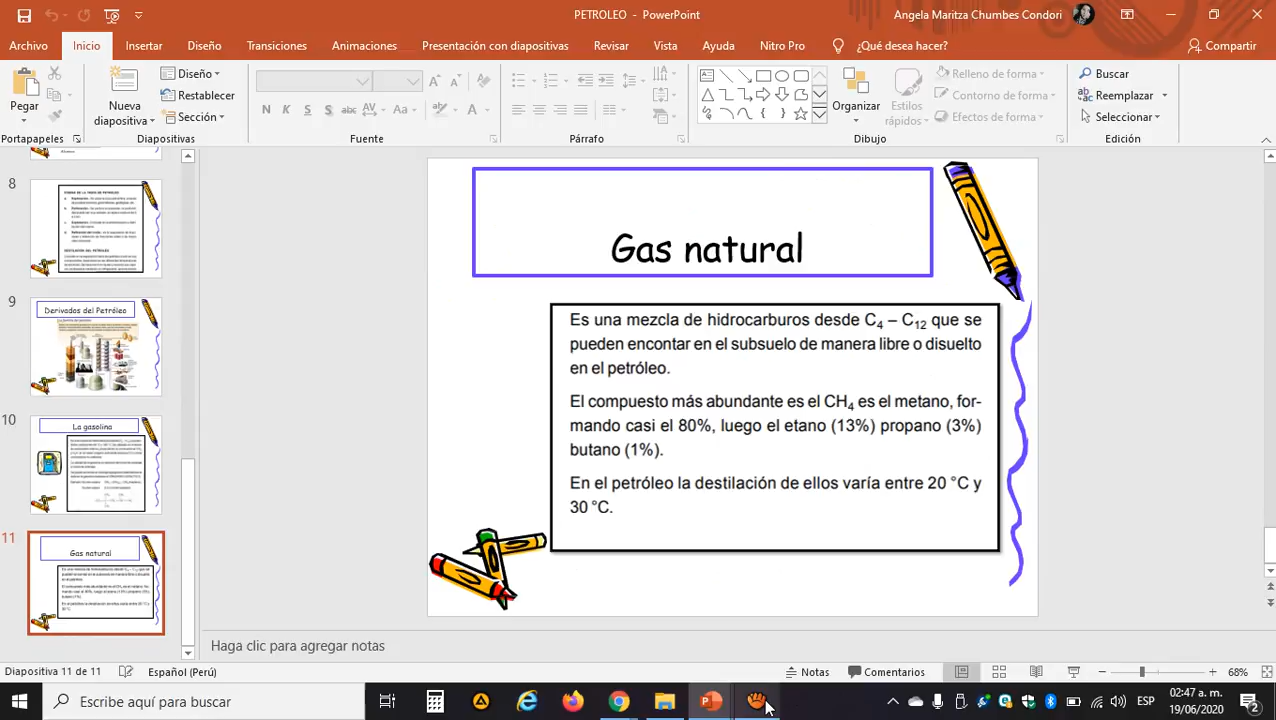 PETROLEO - PowerPoint
Angela Maritza Chumbes Condori
Archivo Inicio Insertar Diseño Transiciones Animaciones Presentación con diapositivas Revisar Vista Ayuda Nitro Pro ¿Qué desea hacer? Compartir
Pegar
Nueva diapositiva
Diseño
Restablecer
Sección
N K S S abc AV Aa A
Organizar
Estilos rápidos
Relleno de forma
Contorno de forma
Efectos de forma
Buscar
Reemplazar
Seleccionar
Portapapeles Diapositivas Fuente Párrafo Dibujo Edición
8
9
Derivados del Petróleo
10
La gasolina
11
Gas natural
Gas natural
Es una mezcla de hidrocarburos desde C4 – C12 que se
pueden encontar en el subsuelo de manera libre o disuelto
en el petróleo.
El compuesto más abundante es el CH4 es el metano, for-
mando casi el 80%, luego el etano (13%) propano (3%)
butano (1%).
En el petróleo la destilación de ellos varía entre 20 °C y
30 °C.
Haga clic para agregar notas
Diapositiva 11 de 11 Español (Perú) Notas Comentarios 68%
Escribe aquí para buscar
ESP
02:47 a. m.
19/06/2020
2